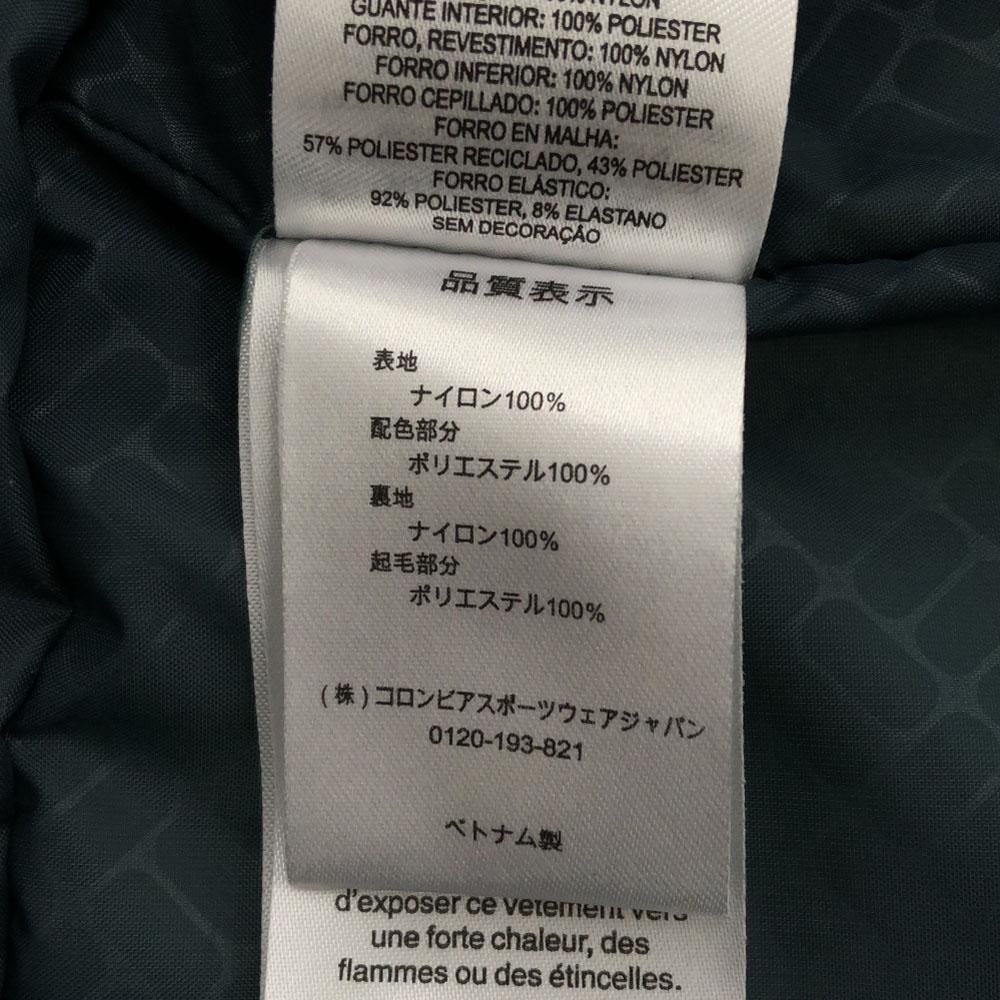 NYLON
GUANTE INTERIOR: 100% POLIESTER
FORRO, REVESTIMENTO: 100% NYLON
FORRO INFERIOR: 100% NYLON
FORRO CEPILLADO: 100% POLIESTER
FORRO EN MALHA:
57% POLIESTER RECICLADO, 43% POLIESTER
FORRO ELÁSTICO:
92% POLIESTER, 8% ELASTANO
SEM DECORAÇÃO
品質表示
表地
ナイロン100%
配色部分
ポリエステル100%
裏地
ナイロン100%
起毛部分
ポリエステル100%
(株)コロンビアスポーツウェアジャパン
0120-193-821
ベトナム製
d'exposer ce vêtement vers
une forte chaleur, des
flammes ou des étincelles.